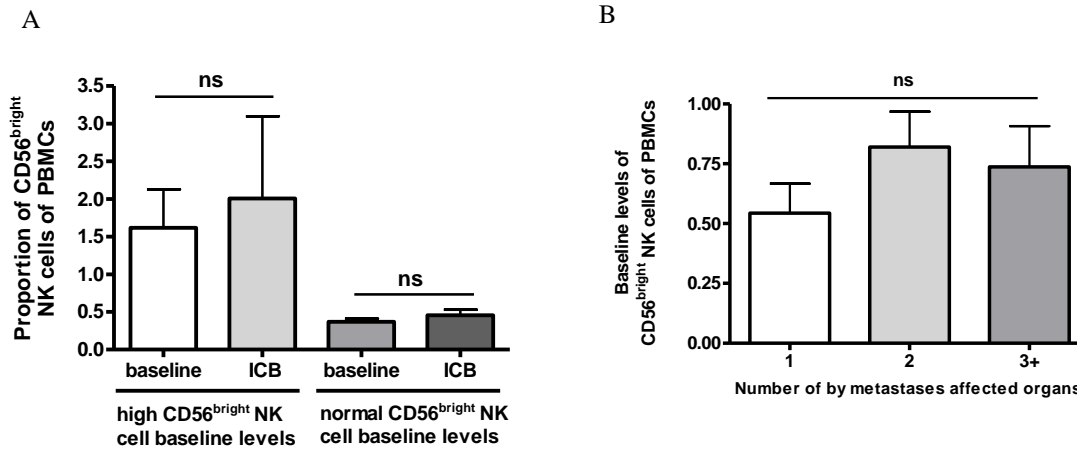 A
Proportion of CD56bright
NK cells of PBMCs
3.5
3.0
2.5
2.0
1.5
1.0
0.5
0.0
ns
ns
baseline
ICB
baseline
ICB
high CD56bright NK
cell baseline levels
normal CD56bright NK
cell baseline levels
B
Baseline levels of
CD56bright NK cells of PBMCs
1.00
0.75
0.50
0.25
0.00
ns
1
2
3+
Number of by metastases affected organs